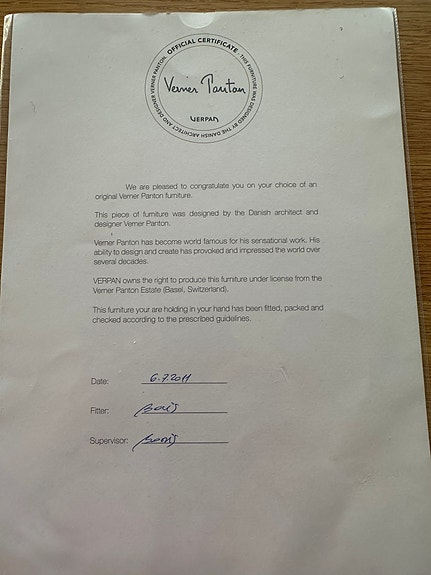 OFFICIAL CERTIFICATE · THIS FURNITURE WAS DESIGNED BY THE DANISH ARCHITECT AND DESIGNER VERNER PANTON.
Verner Panton
VERPAN
We are pleased to congratulate you on your choice of an
original Verner Panton furniture.
This piece of furniture was designed by the Danish architect and
designer Verner Panton.
Verner Panton has become world famous for his sensational work. His
ability to design and create has provoked and impressed the world over
several decades.
VERPAN owns the right to produce this furniture under license from the
Verner Panton Estate (Basel, Switzerland).
This furniture your are holding in your hand has been fitted, packed and
checked according to the prescribed guidelines.
Date: 6.7.2011
Fitter:
Supervisor: